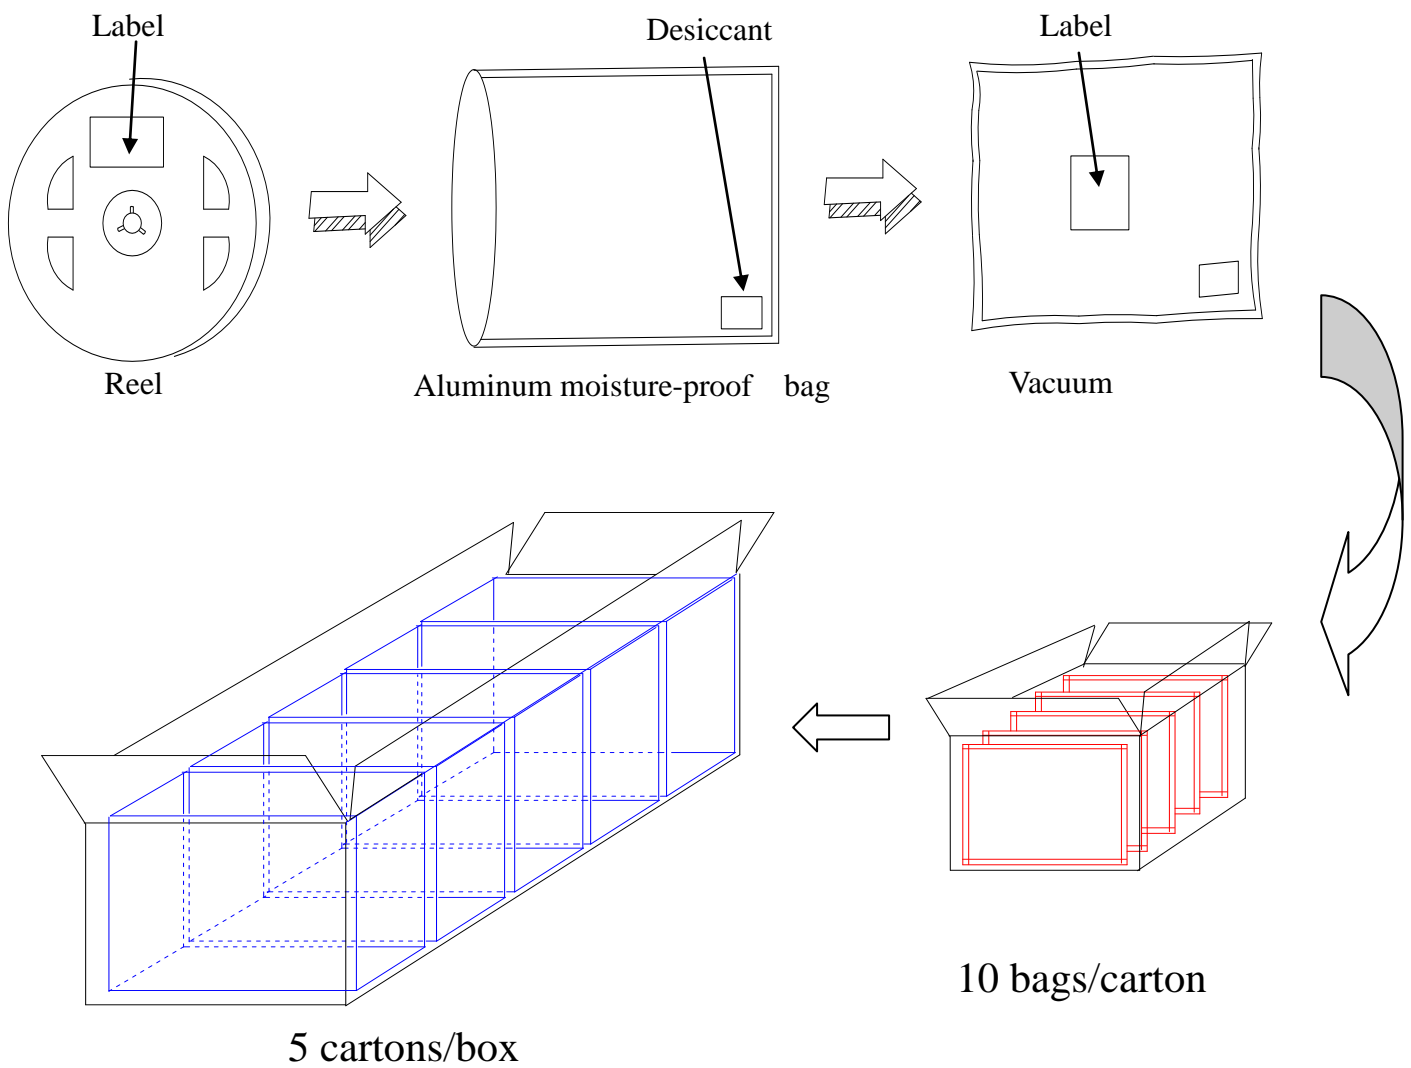 Label
Desiccant
Label
Reel
Aluminum moisture-proof bag
Vacuum
10 bags/carton
5 cartons/box